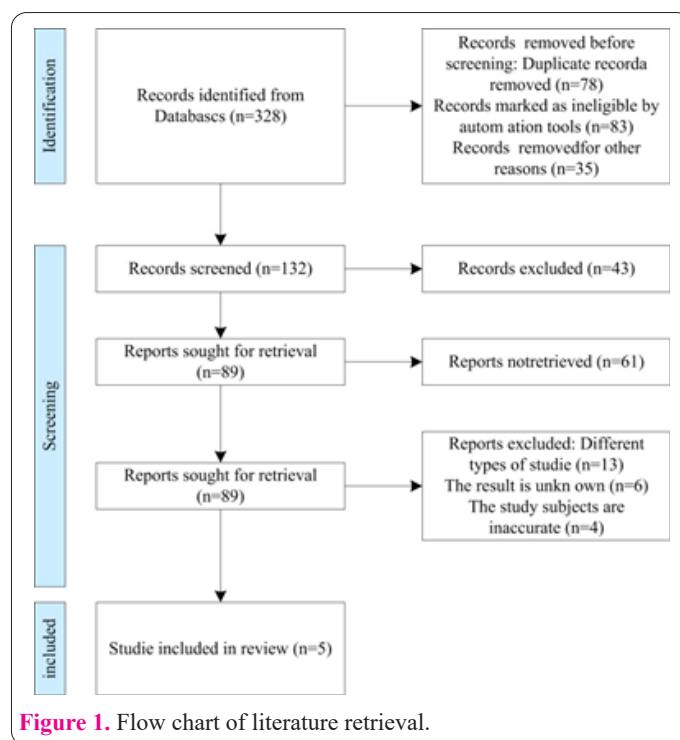 Identification
Records identified from
Databascs (n=328)
Records removed before
screening: Duplicate recorda
removed (n=78)
Records marked as ineligible by
autom ation tools (n=83)
Records removedfor other
reasons (n=35)
Screening
Records screened (n=132)
Records excluded (n=43)
Reports sought for retrieval
(n=89)
Reports notretrieved (n=61)
Reports sought for retrieval
(n=89)
Reports excluded: Different
types of studie (n=13)
The result is unkn own (n=6)
The study subjects are
inaccurate (n=4)
included
Studie included in review (n=5)
Figure 1. Flow chart of literature retrieval.